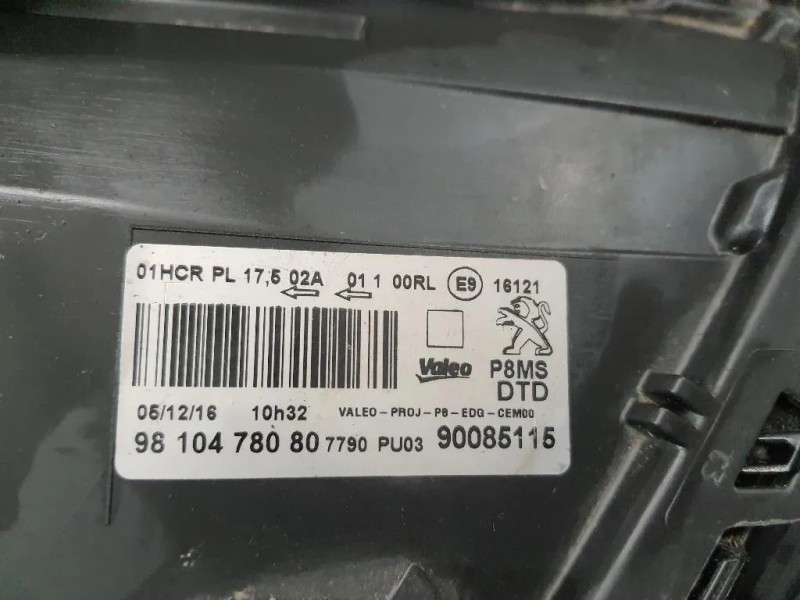 01HCR PL 17,5 02A 01 1 00RL E9 16121
Valeo P8MS
DTD
05/12/16 10h32 VALEO-PROJ-P8-EDG-CEM00
98 104 780 80 7790 PU03 90085115